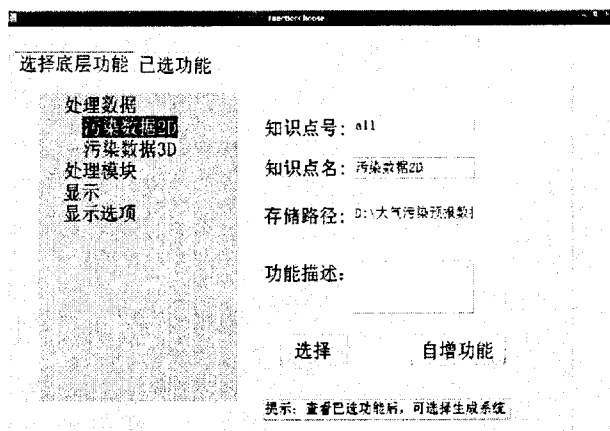 FunctionChoose
选择底层功能 已选功能
处理数据
污染数据2D
污染数据3D
处理模块
显示
显示选项
知识点号: a11
知识点名: 污染数据2D
存储路径: D:\大气污染预报数
功能描述:
选择 自增功能
提示: 查看已选功能后, 可选择生成系统